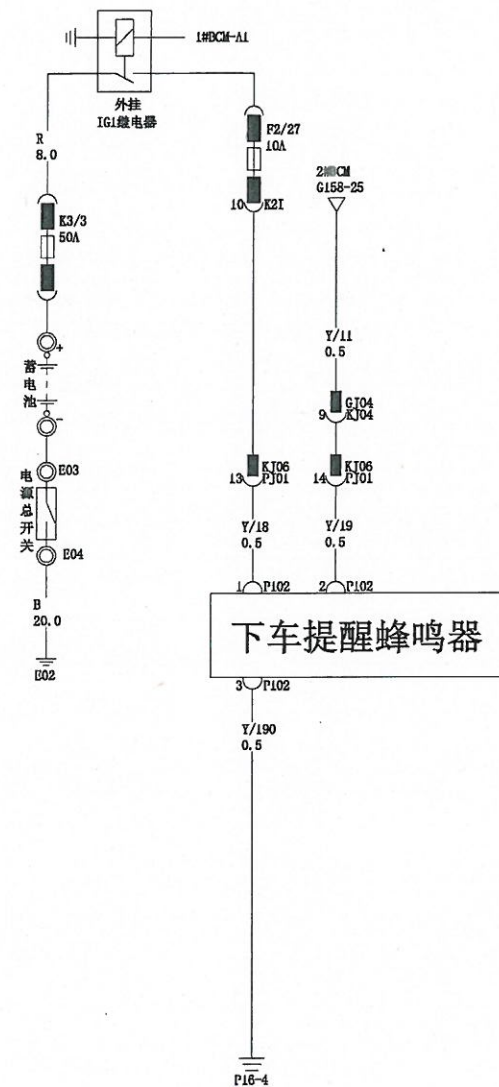 1#BCM-A1
外挂
IG1继电器
R
8.0
F2/27
10A
10
K2I
2#BCM
G158-25
K3/3
50A
Y/11
0.5
+
蓄电池
-
GJ04
9
KJ04
E03
电源总开关
E04
KJ06
13
PJ01
KJ06
14
PJ01
Y/18
0.5
Y/19
0.5
B
20.0
E02
1
P102
2
P102
下车提醒蜂鸣器
3
P102
Y/190
0.5
P16-4